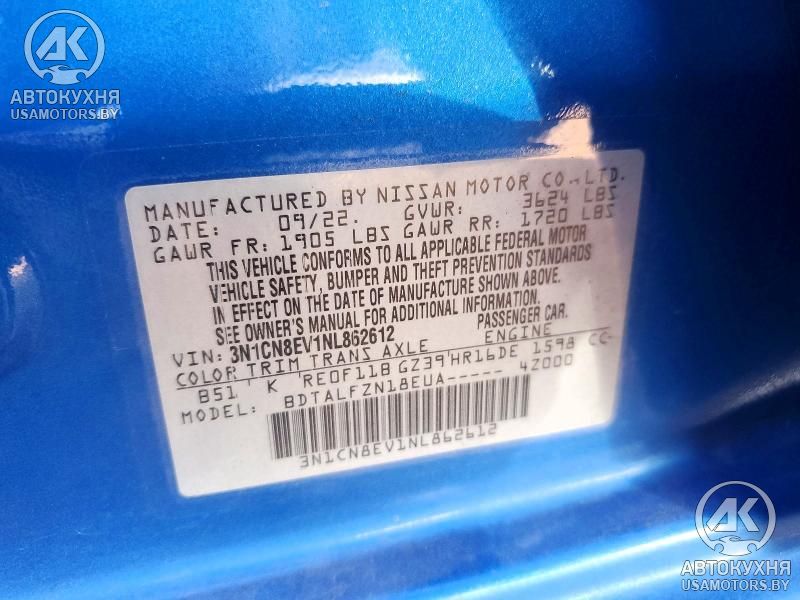 AK
АВТОКУХНЯ
USAMOTORS.BY
MANUFACTURED BY NISSAN MOTOR CO.,LTD.
DATE: 09/22. GVWR: 3624 LBS
GAWR FR: 1905 LBS GAWR RR: 1720 LBS
THIS VEHICLE CONFORMS TO ALL APPLICABLE FEDERAL MOTOR
VEHICLE SAFETY, BUMPER AND THEFT PREVENTION STANDARDS
IN EFFECT ON THE DATE OF MANUFACTURE SHOWN ABOVE.
SEE OWNER'S MANUAL FOR ADDITIONAL INFORMATION.
VIN: 3N1CN8EV1NL862612 PASSENGER CAR.
COLOR TRIM TRANS AXLE ENGINE
B51 K RE0F11B GZ39 HR16DE 1598 CC
MODEL: BDTALFZN18EUA----- 4Z000
3N1CN8EV1NL862612
AK
АВТОКУХНЯ
USAMOTORS.BY